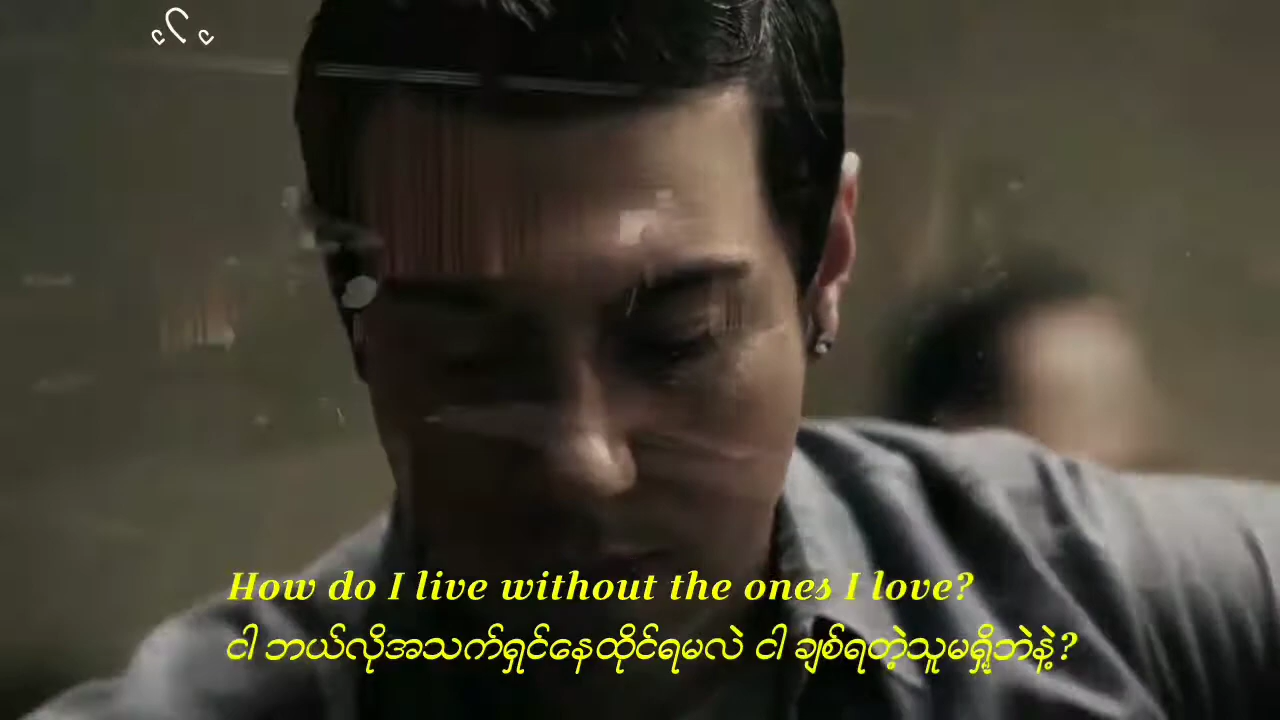 How do I live without the ones I love?
ငါ ဘယ်လိုအသက်ရှင်နေထိုင်ရမလဲ ငါ ချစ်ရတဲ့သူမရှိ့ဘဲနဲ့?